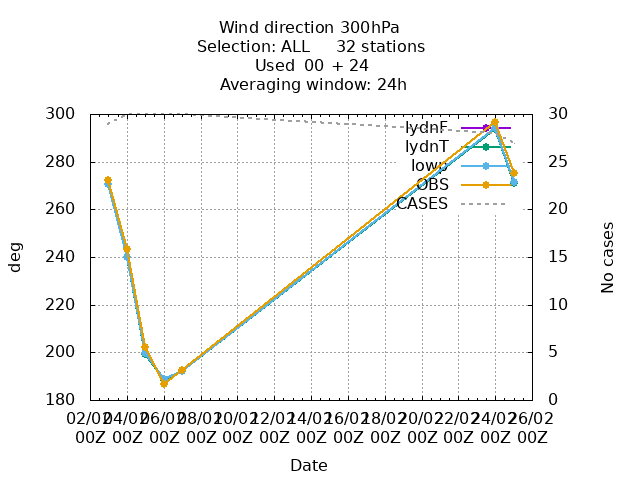 Wind direction 300hPa
Selection: ALL 32 stations
Used 00 + 24
Averaging window: 24h
300
280
260
240
220
200
180
deg
30
25
20
15
10
5
0
No cases
lydnF
lydnT
lowp
OBS
CASES
02/02 04/02 06/02 08/02 10/02 12/02 14/02 16/02 18/02 20/02 22/02 24/02 26/02
00Z 00Z 00Z 00Z 00Z 00Z 00Z 00Z 00Z 00Z 00Z 00Z 00Z
Date